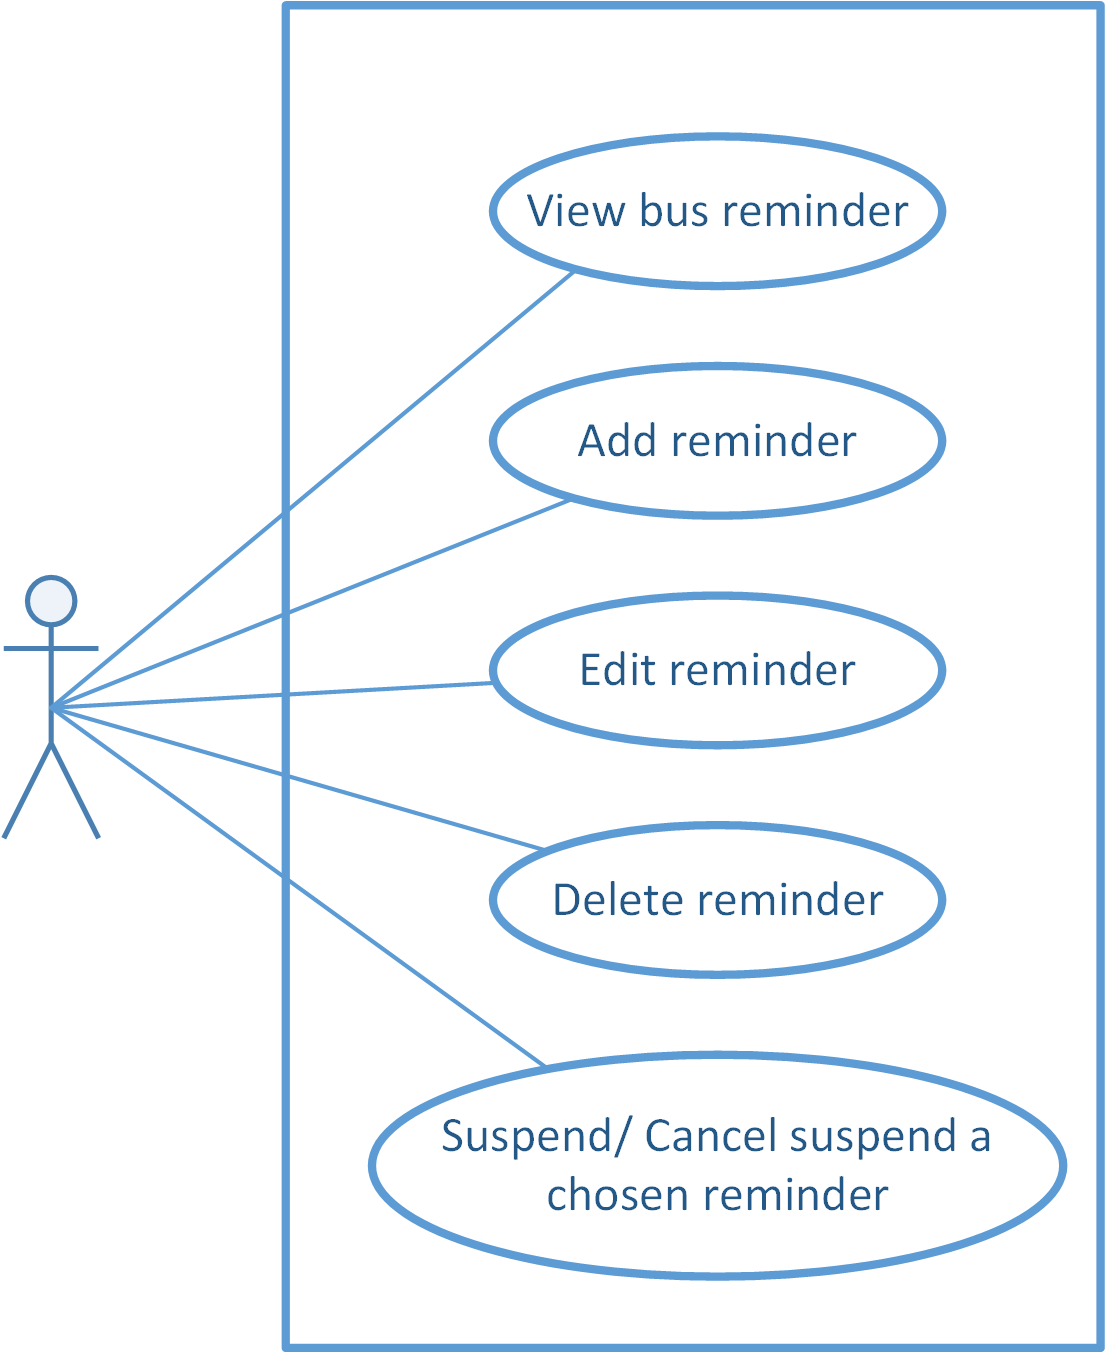 View bus reminder
Add reminder
Edit reminder
Delete reminder
Suspend/ Cancel suspend a
chosen reminder